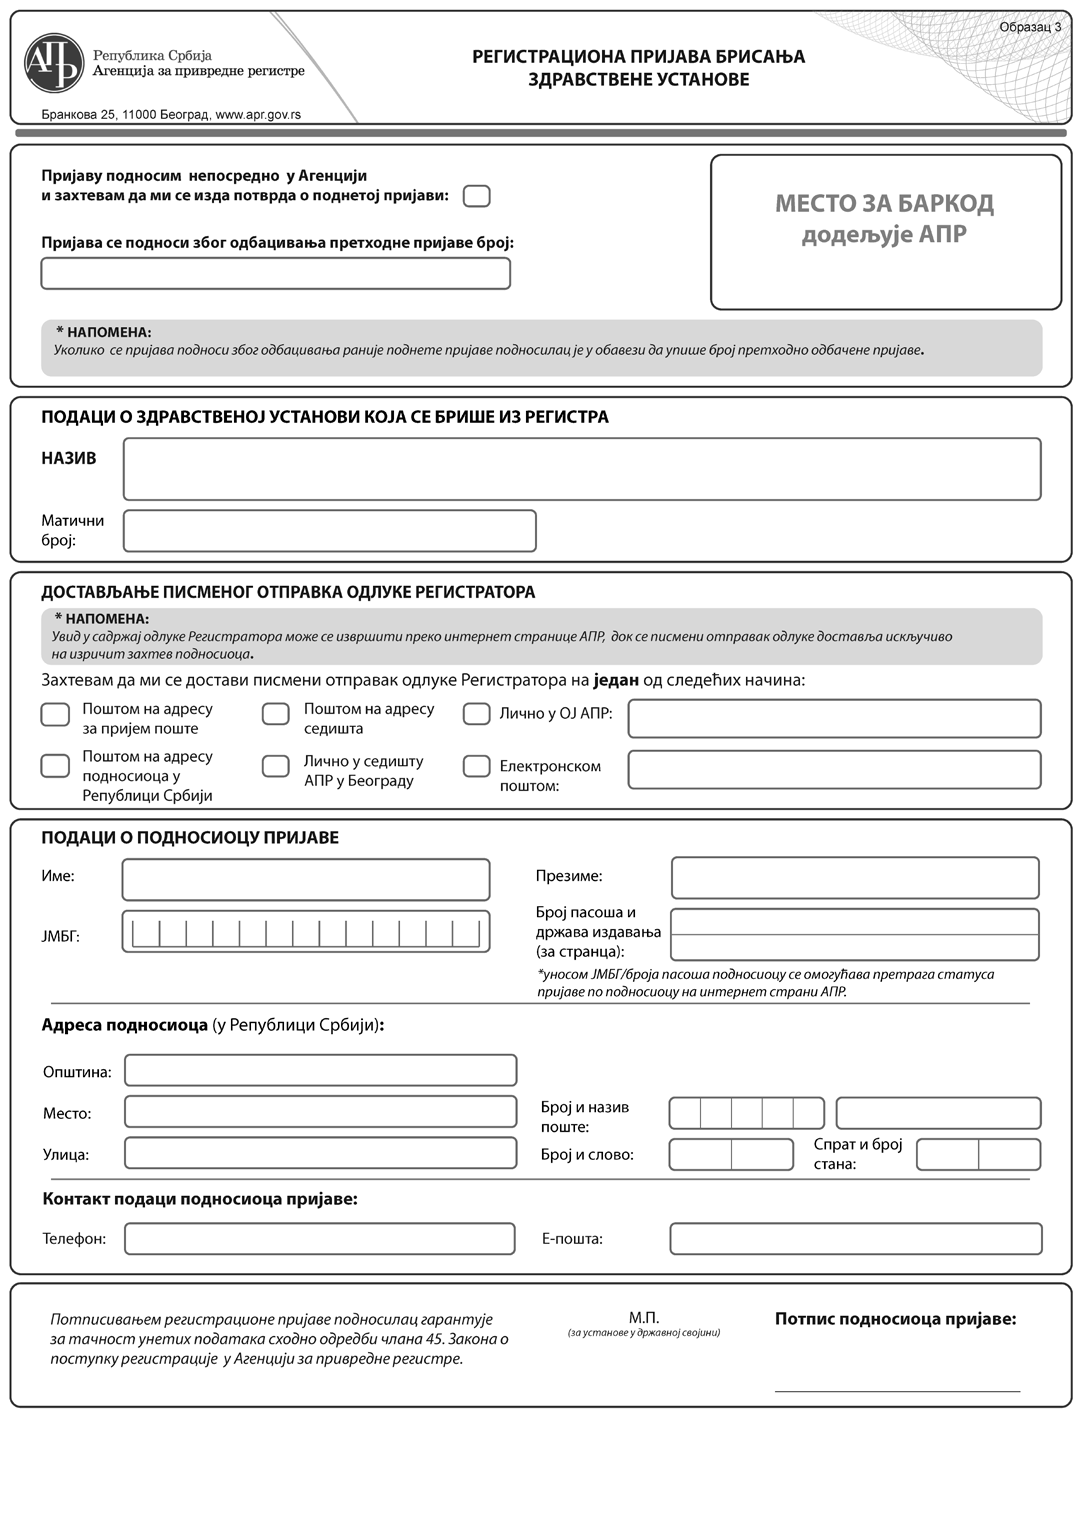 Образац 3
АПР
Република Србија
Агенција за привредне регистре
Бранкова 25, 11000 Београд, www.apr.gov.rs
РЕГИСТРАЦИОНА ПРИЈАВА БРИСАЊА
ЗДРАВСТВЕНЕ УСТАНОВЕ
Пријаву подносим непосредно у Агенцији
и захтевам да ми се изда потврда о поднетој пријави:
Пријава се подноси због одбацивања претходне пријаве број:
МЕСТО ЗА БАРКОД
додељује АПР
* НАПОМЕНА:
Уколико се пријава подноси због одбацивања раније поднете пријаве подносилац је у обавези да упише број претходно одбачене пријаве.
ПОДАЦИ О ЗДРАВСТВЕНОЈ УСТАНОВИ КОЈА СЕ БРИШЕ ИЗ РЕГИСТРА
НАЗИВ
Матични
број:
ДОСТАВЉАЊЕ ПИСМЕНОГ ОТПРАВКА ОДЛУКЕ РЕГИСТРАТОРА
* НАПОМЕНА:
Увид у садржај одлуке Регистратора може се извршити преко интернет странице АПР, док се писмени отправак одлуке доставља искључиво
на изричит захтев подносиоца.
Захтевам да ми се достави писмени отправак одлуке Регистратора на један од следећих начина:
Поштом на адресу
за пријем поште
Поштом на адресу
седишта
Лично у ОЈ АПР:
Поштом на адресу
подносиоца у
Републици Србији
Лично у седишту
АПР у Београду
Електронском
поштом:
ПОДАЦИ О ПОДНОСИОЦУ ПРИЈАВЕ
Име:
Презиме:
ЈМБГ:
Број пасоша и
држава издавања
(за странца):
*уносом ЈМБГ/броја пасоша подносиоцу се омогућава претрага статуса
пријаве по подносиоцу на интернет страни АПР.
Адреса подносиоца (у Републици Србији):
Општина:
Место:
Број и назив
поште:
Улица:
Број и слово:
Спрат и број
стана:
Контакт подаци подносиоца пријаве:
Телефон:
Е-пошта:
Потписивањем регистрационе пријаве подносилац гарантује
за тачност унетих података сходно одредби члана 45. Закона о
поступку регистрације у Агенцији за привредне регистре.
М.П.
(за установе у државној својини)
Потпис подносиоца пријаве: